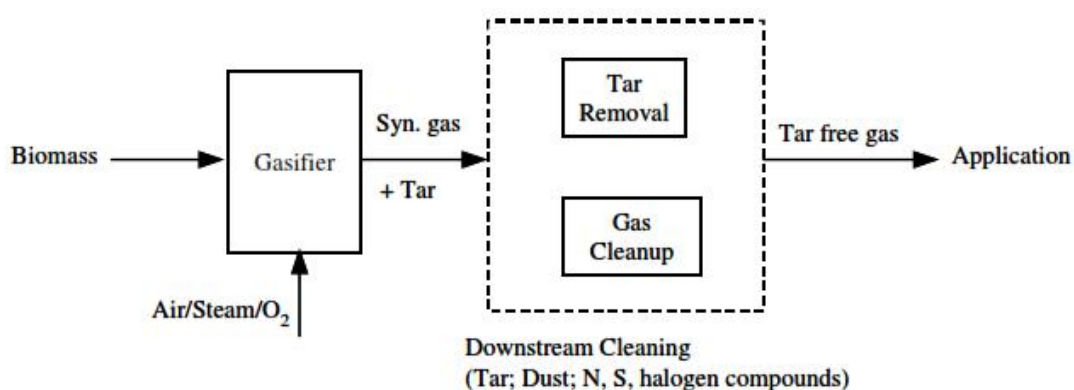 Biomass
Gasifier
Air/Steam/O₂
Syn. gas
+ Tar
Tar
Removal
Gas
Cleanup
Tar free gas
Application
Downstream Cleaning
(Tar; Dust; N, S, halogen compounds)